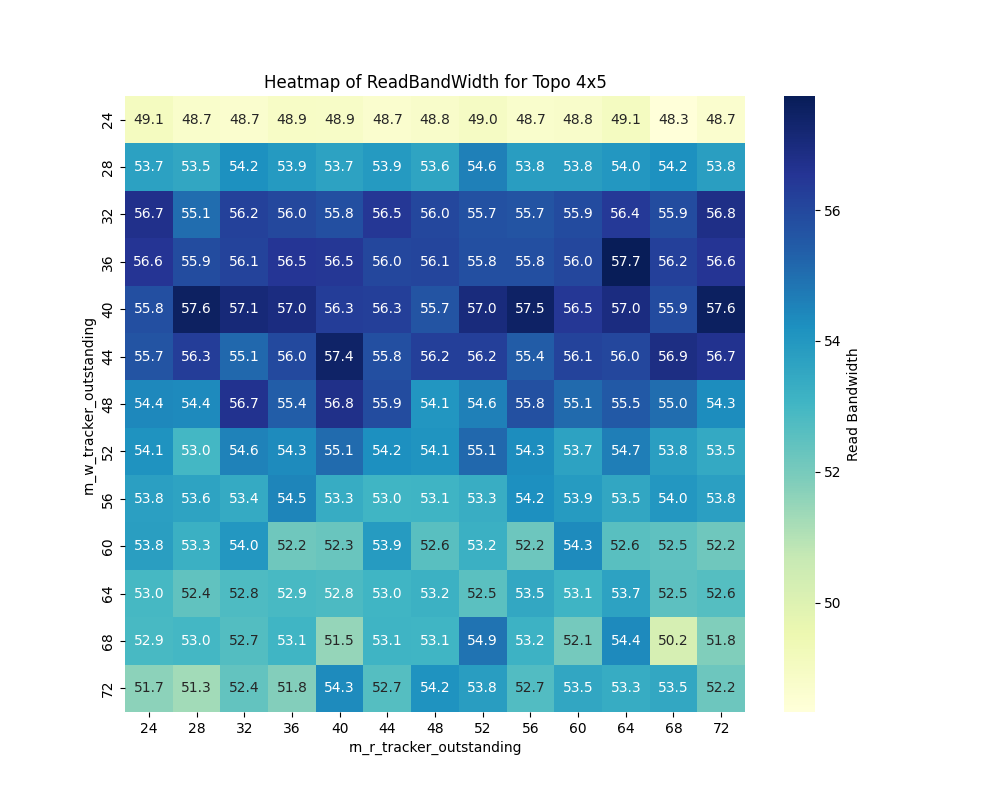 Heatmap of ReadBandWidth for Topo 4x5
24 49.1 48.7 48.7 48.9 48.9 48.7 48.8 49.0 48.7 48.8 49.1 48.3 48.7
28 53.7 53.5 54.2 53.9 53.7 53.9 53.6 54.6 53.8 53.8 54.0 54.2 53.8
32 56.7 55.1 56.2 56.0 55.8 56.5 56.0 55.7 55.7 55.9 56.4 55.9 56.8
36 56.6 55.9 56.1 56.5 56.5 56.0 56.1 55.8 55.8 56.0 57.7 56.2 56.6
40 55.8 57.6 57.1 57.0 56.3 56.3 55.7 57.0 57.5 56.5 57.0 55.9 57.6
44 55.7 56.3 55.1 56.0 57.4 55.8 56.2 56.2 55.4 56.1 56.0 56.9 56.7
48 54.4 54.4 56.7 55.4 56.8 55.9 54.1 54.6 55.8 55.1 55.5 55.0 54.3
52 54.1 53.0 54.6 54.3 55.1 54.2 54.1 55.1 54.3 53.7 54.7 53.8 53.5
56 53.8 53.6 53.4 54.5 53.3 53.0 53.1 53.3 54.2 53.9 53.5 54.0 53.8
60 53.8 53.3 54.0 52.2 52.3 53.9 52.6 53.2 52.2 54.3 52.6 52.5 52.2
64 53.0 52.4 52.8 52.9 52.8 53.0 53.2 52.5 53.5 53.1 53.7 52.5 52.6
68 52.9 53.0 52.7 53.1 51.5 53.1 53.1 54.9 53.2 52.1 54.4 50.2 51.8
72 51.7 51.3 52.4 51.8 54.3 52.7 54.2 53.8 52.7 53.5 53.3 53.5 52.2
24 28 32 36 40 44 48 52 56 60 64 68 72
rn_r_tracker_outstanding
rn_w_tracker_outstanding
56
54
52
50
Read Bandwidth